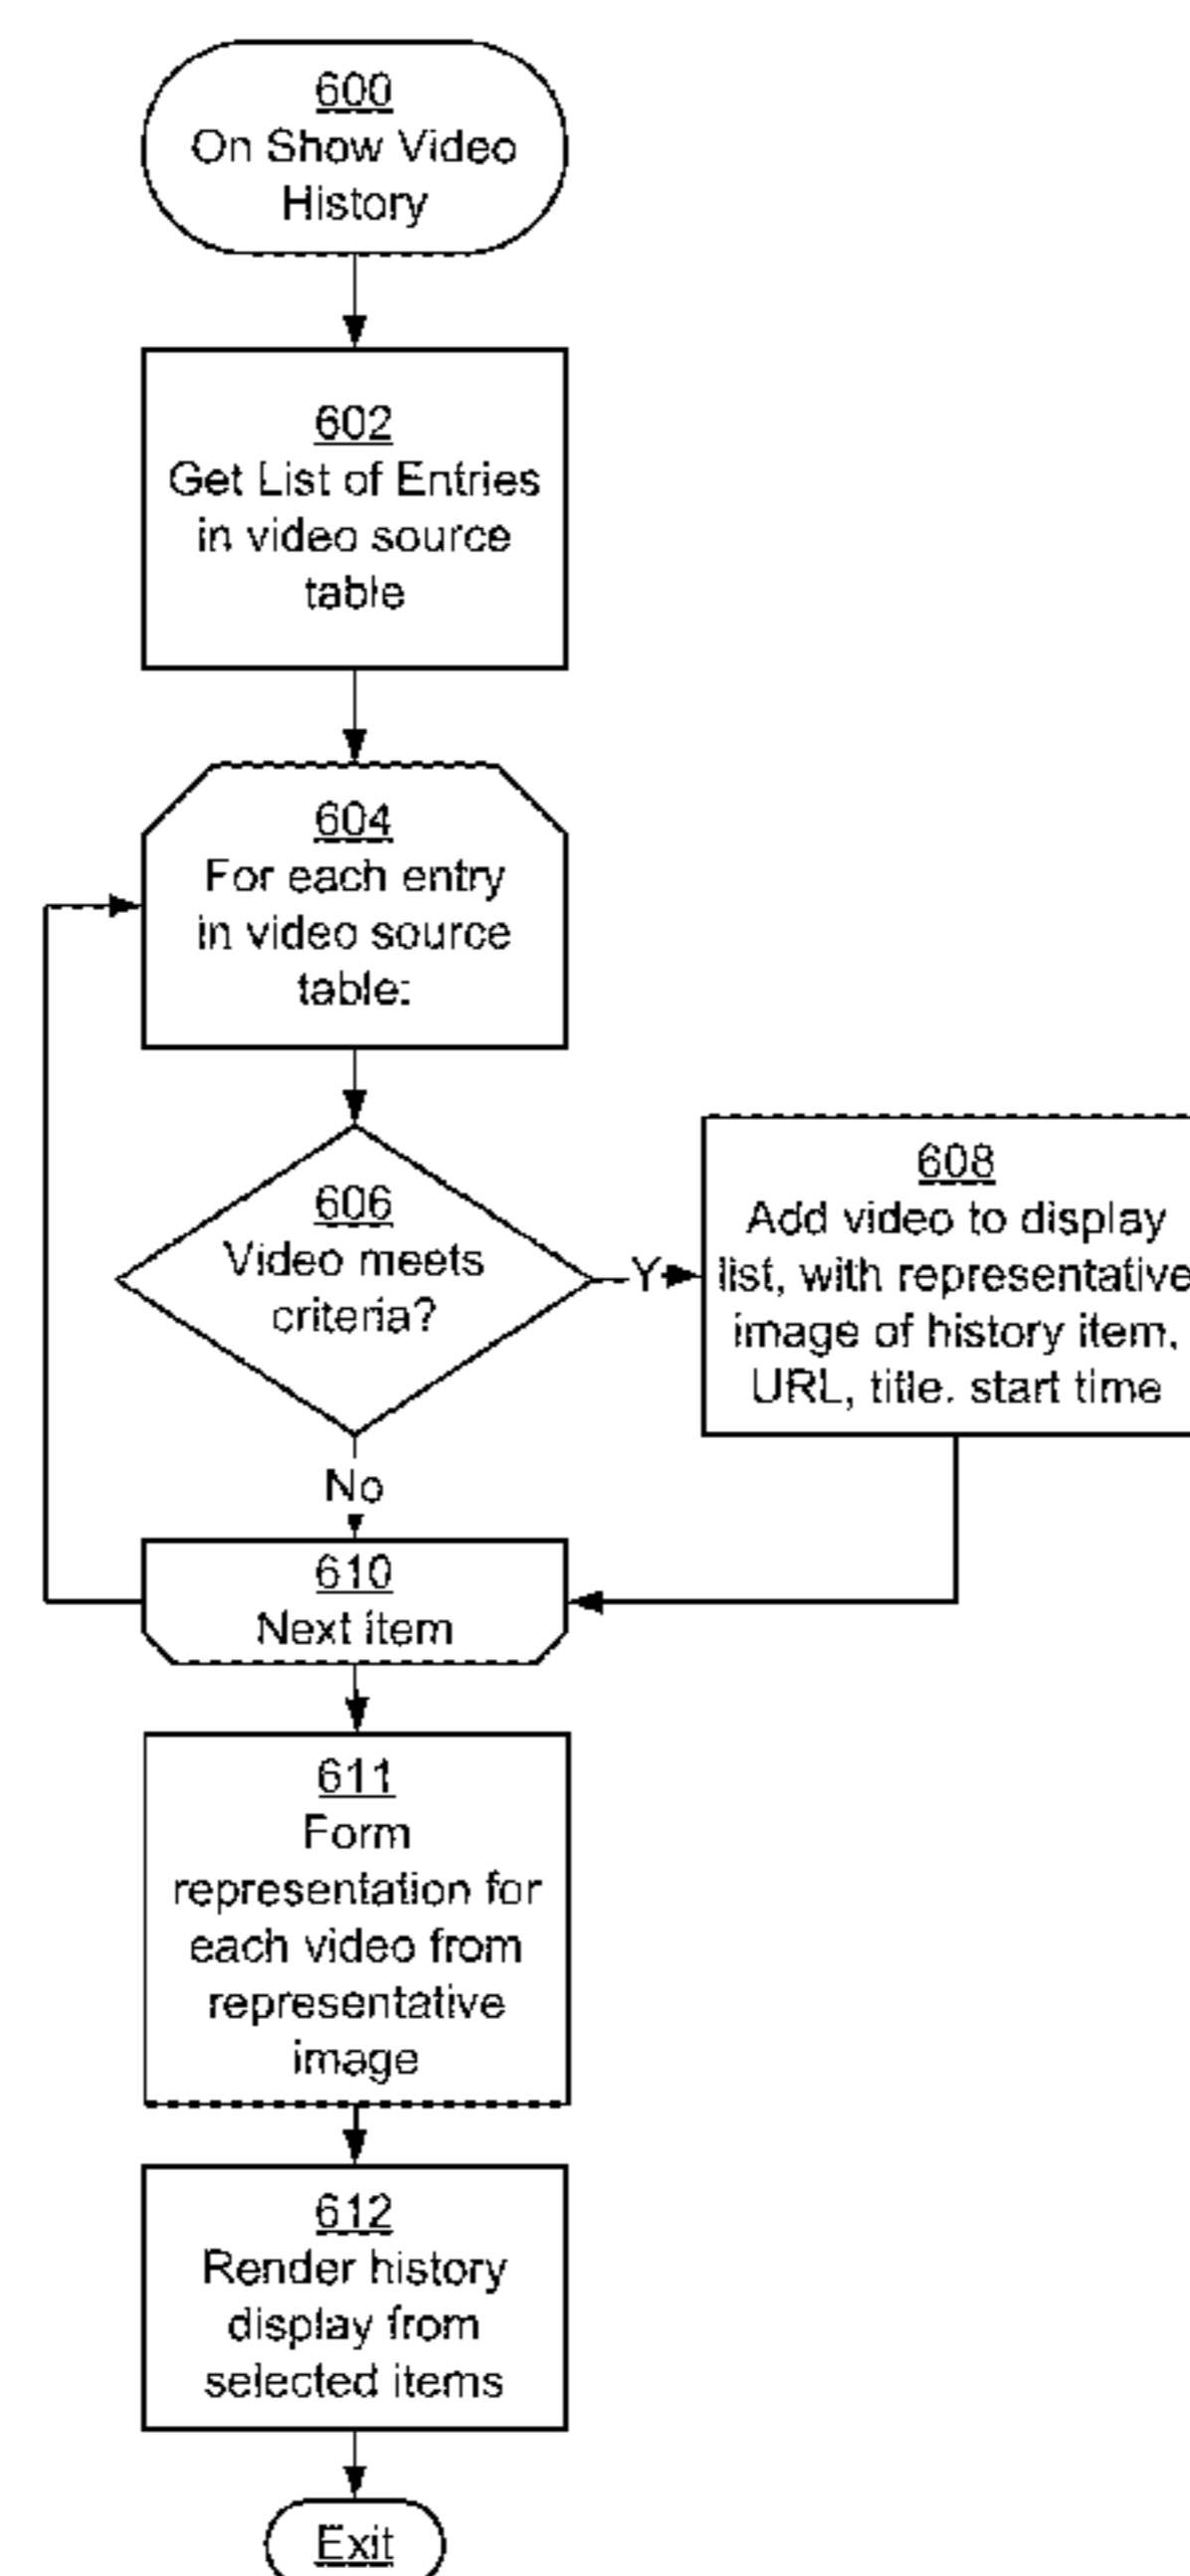 600
On Show Video
History
602
Get List of Entries
in video source
table
604
For each entry
in video source
table:
606
Video meets
criteria?
Y
608
Add video to display
list, with representative
image of history item,
URL, title. start time
No
610
Next item
611
Form
representation for
each video from
representative
image
612
Render history
display from
selected items
Exit